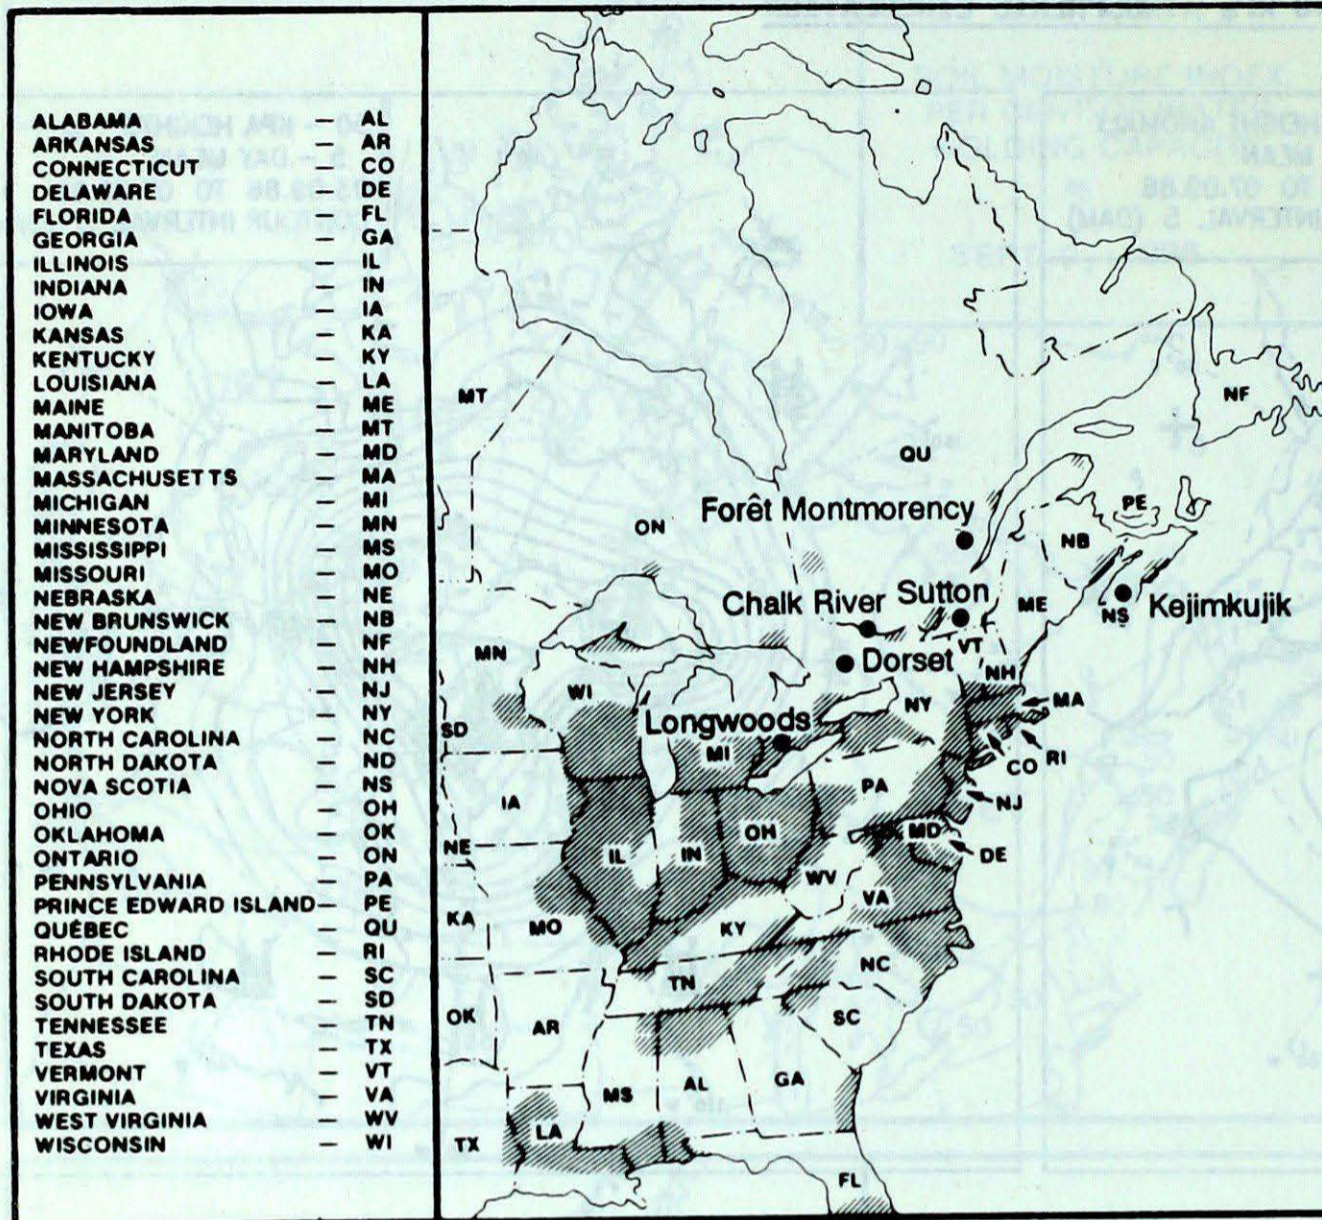 ALABAMA — AL
ARKANSAS — AR
CONNECTICUT — CO
DELAWARE — DE
FLORIDA — FL
GEORGIA — GA
ILLINOIS — IL
INDIANA — IN
IOWA — IA
KANSAS — KA
KENTUCKY — KY
LOUISIANA — LA
MAINE — ME
MANITOBA — MT
MARYLAND — MD
MASSACHUSETTS — MA
MICHIGAN — MI
MINNESOTA — MN
MISSISSIPPI — MS
MISSOURI — MO
NEBRASKA — NE
NEW BRUNSWICK — NB
NEWFOUNDLAND — NF
NEW HAMPSHIRE — NH
NEW JERSEY — NJ
NEW YORK — NY
NORTH CAROLINA — NC
NORTH DAKOTA — ND
NOVA SCOTIA — NS
OHIO — OH
OKLAHOMA — OK
ONTARIO — ON
PENNSYLVANIA — PA
PRINCE EDWARD ISLAND — PE
QUÉBEC — QU
RHODE ISLAND — RI
SOUTH CAROLINA — SC
SOUTH DAKOTA — SD
TENNESSEE — TN
TEXAS — TX
VERMONT — VT
VIRGINIA — VA
WEST VIRGINIA — WV
WISCONSIN — WI
MT
NF
QU
ON
Forêt Montmorency
PE
NB
Chalk River
Sutton
ME
NS
Kejimkujik
MN
VT
Dorset
WI
NH
NY
MA
SD
Longwoods
MI
RI
CO
IA
PA
NJ
OH
MD
NE
IL
IN
DE
WV
VA
KA
MO
KY
NC
TN
OK
AR
SC
GA
AL
MS
LA
TX
FL